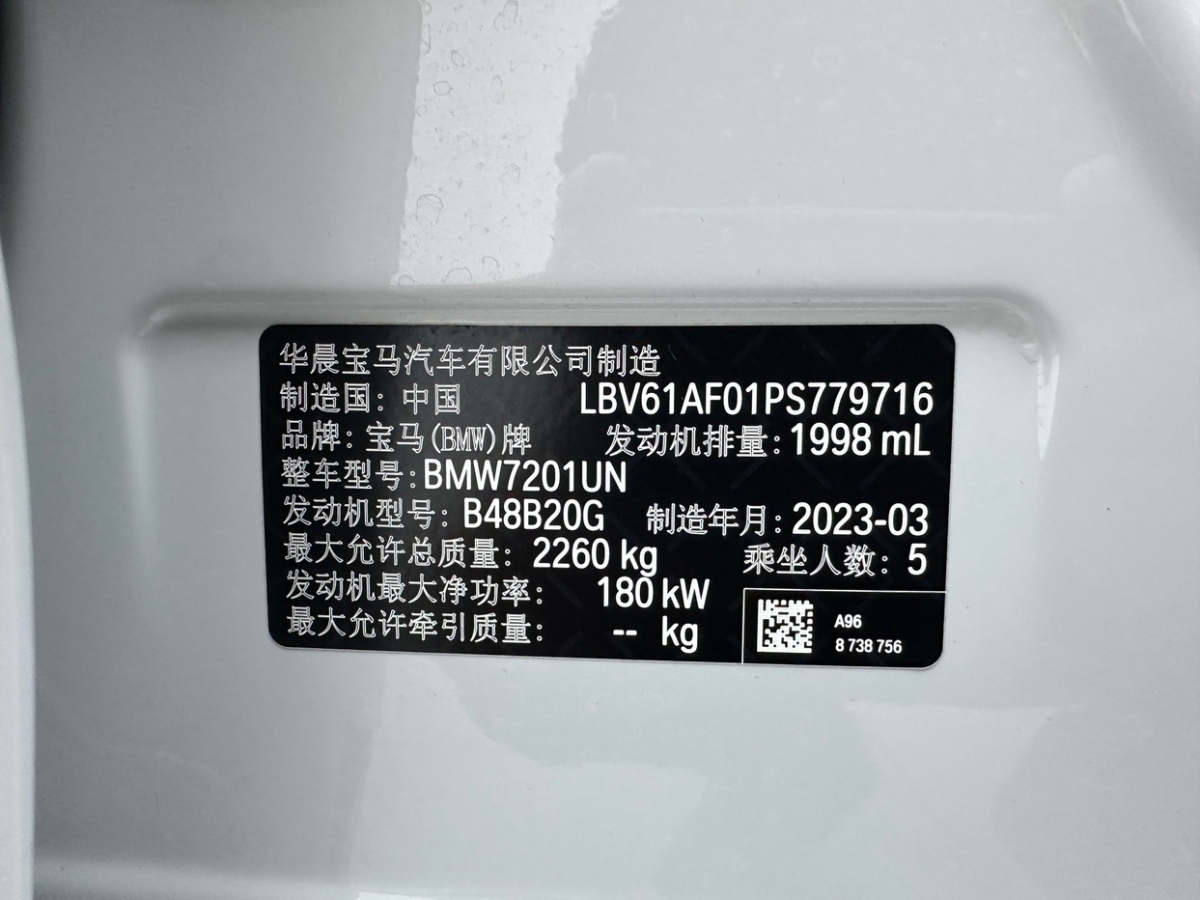 华晨宝马汽车有限公司制造
制造国: 中国 LBV61AF01PS779716
品牌: 宝马(BMW)牌 发动机排量: 1998 mL
整车型号: BMW7201UN
发动机型号: B48B20G 制造年月: 2023-03
最大允许总质量: 2260 kg 乘坐人数: 5
发动机最大净功率: 180 kW
最大允许牵引质量: -- kg
A96
8 738 756